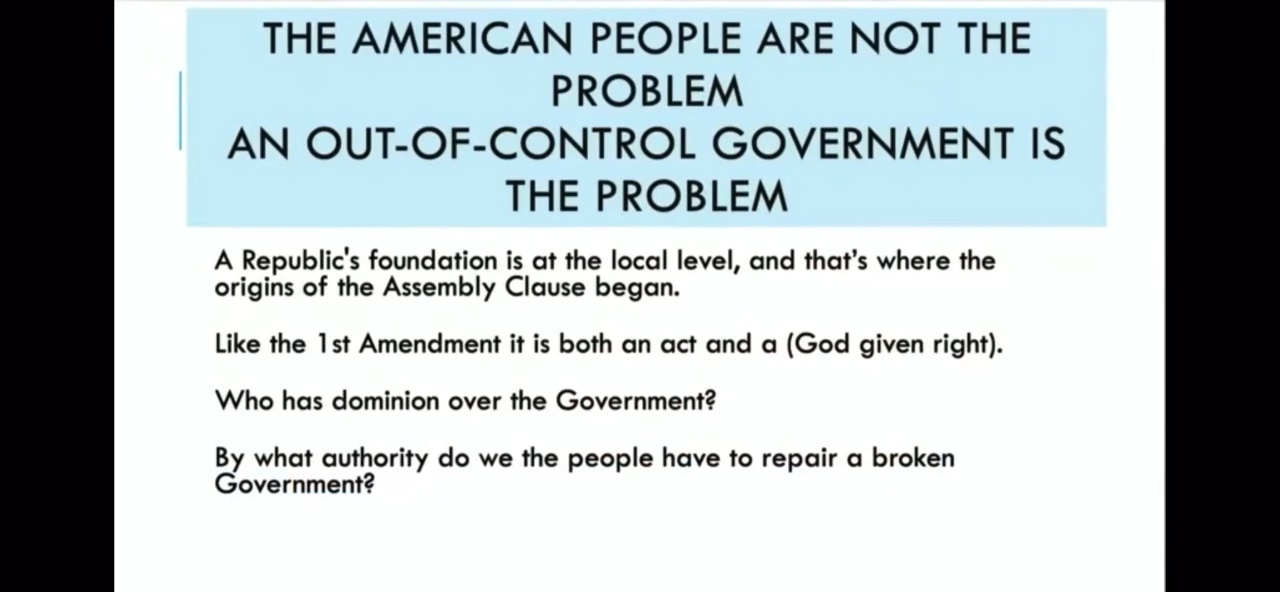 THE AMERICAN PEOPLE ARE NOT THE
PROBLEM
AN OUT-OF-CONTROL GOVERNMENT IS
THE PROBLEM
A Republic's foundation is at the local level, and that’s where the
origins of the Assembly Clause began.
Like the 1st Amendment it is both an act and a (God given right).
Who has dominion over the Government?
By what authority do we the people have to repair a broken
Government?